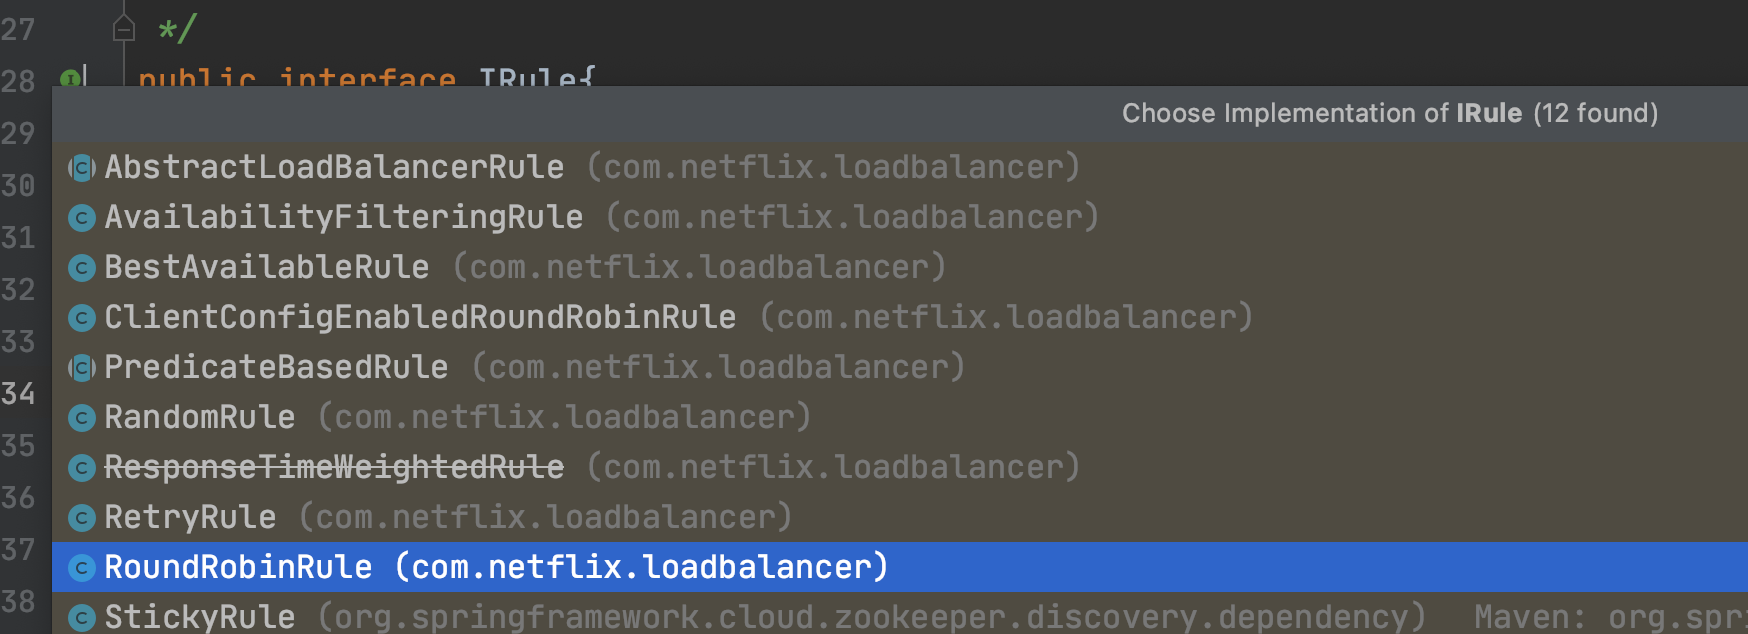 27 */
28 public interface IRule{
Choose Implementation of IRule (12 found)
29
AbstractLoadBalancerRule (com.netflix.loadbalancer)
30
AvailabilityFilteringRule (com.netflix.loadbalancer)
31
BestAvailableRule (com.netflix.loadbalancer)
32
ClientConfigEnabledRoundRobinRule (com.netflix.loadbalancer)
33
PredicateBasedRule (com.netflix.loadbalancer)
34
RandomRule (com.netflix.loadbalancer)
35
ResponseTimeWeightedRule (com.netflix.loadbalancer)
36
RetryRule (com.netflix.loadbalancer)
37
RoundRobinRule (com.netflix.loadbalancer)
38
StickyRule (org.springframework.cloud.zookeeper.discovery.dependency) Maven: org.spri